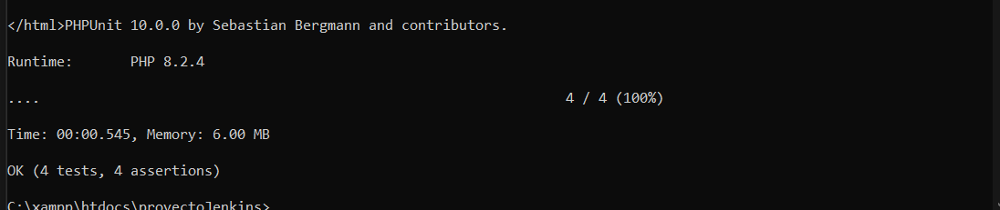 </html>PHPUnit 10.0.0 by Sebastian Bergmann and contributors.
Runtime:       PHP 8.2.4
....                                                                4 / 4 (100%)
Time: 00:00.545, Memory: 6.00 MB
OK (4 tests, 4 assertions)
C:\xampp\htdocs\proyectoJenkins>